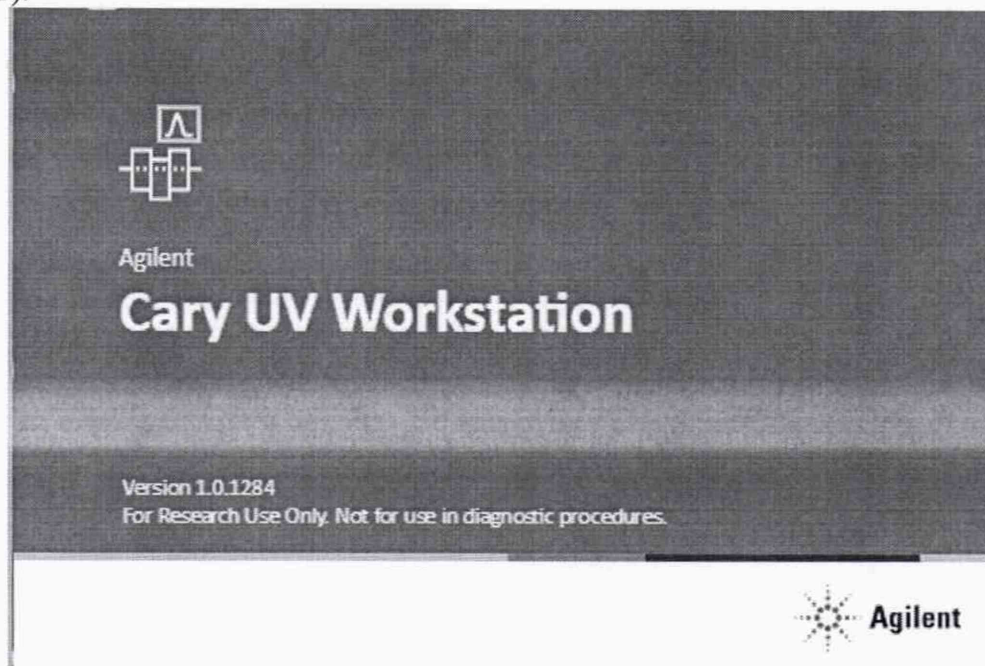 Agilent
Cary UV Workstation
Version 1.0.1284
For Research Use Only. Not for use in diagnostic procedures.
Agilent